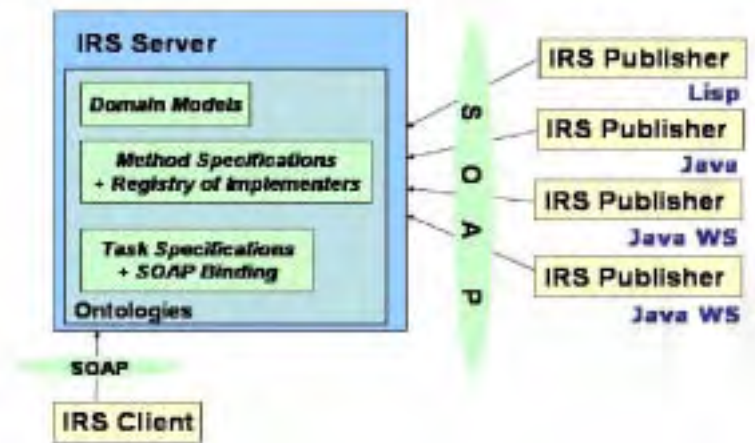 IRS Server
Domain Models
Method Specifications
+ Registry of Implementers
Task Specifications
+ SOAP Binding
Ontologies
SOAP
IRS Client
S
O
A
P
IRS Publisher
Lisp
IRS Publisher
Java
IRS Publisher
Java WS
IRS Publisher
Java WS